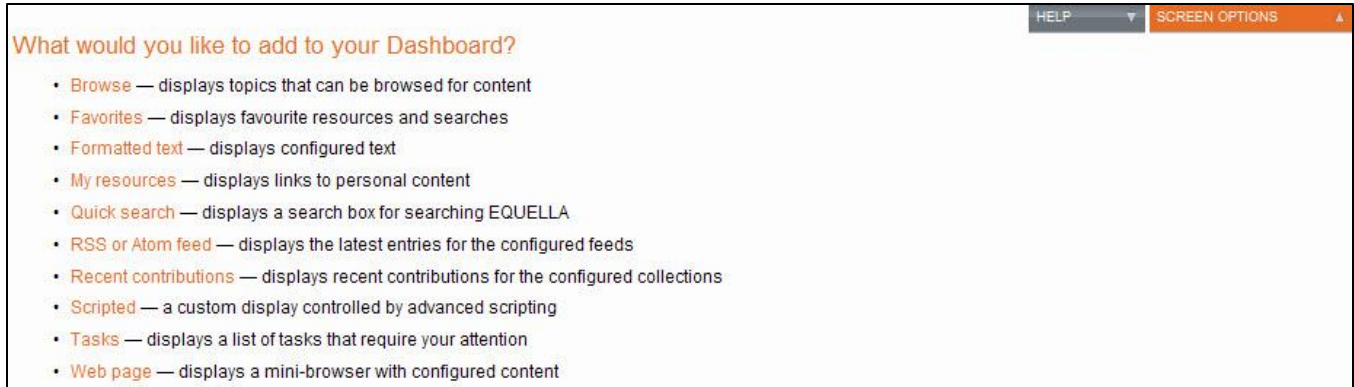 HELP ▼ SCREEN OPTIONS ▲
What would you like to add to your Dashboard?
• Browse — displays topics that can be browsed for content
• Favorites — displays favourite resources and searches
• Formatted text — displays configured text
• My resources — displays links to personal content
• Quick search — displays a search box for searching EQUELLA
• RSS or Atom feed — displays the latest entries for the configured feeds
• Recent contributions — displays recent contributions for the configured collections
• Scripted — a custom display controlled by advanced scripting
• Tasks — displays a list of tasks that require your attention
• Web page — displays a mini-browser with configured content